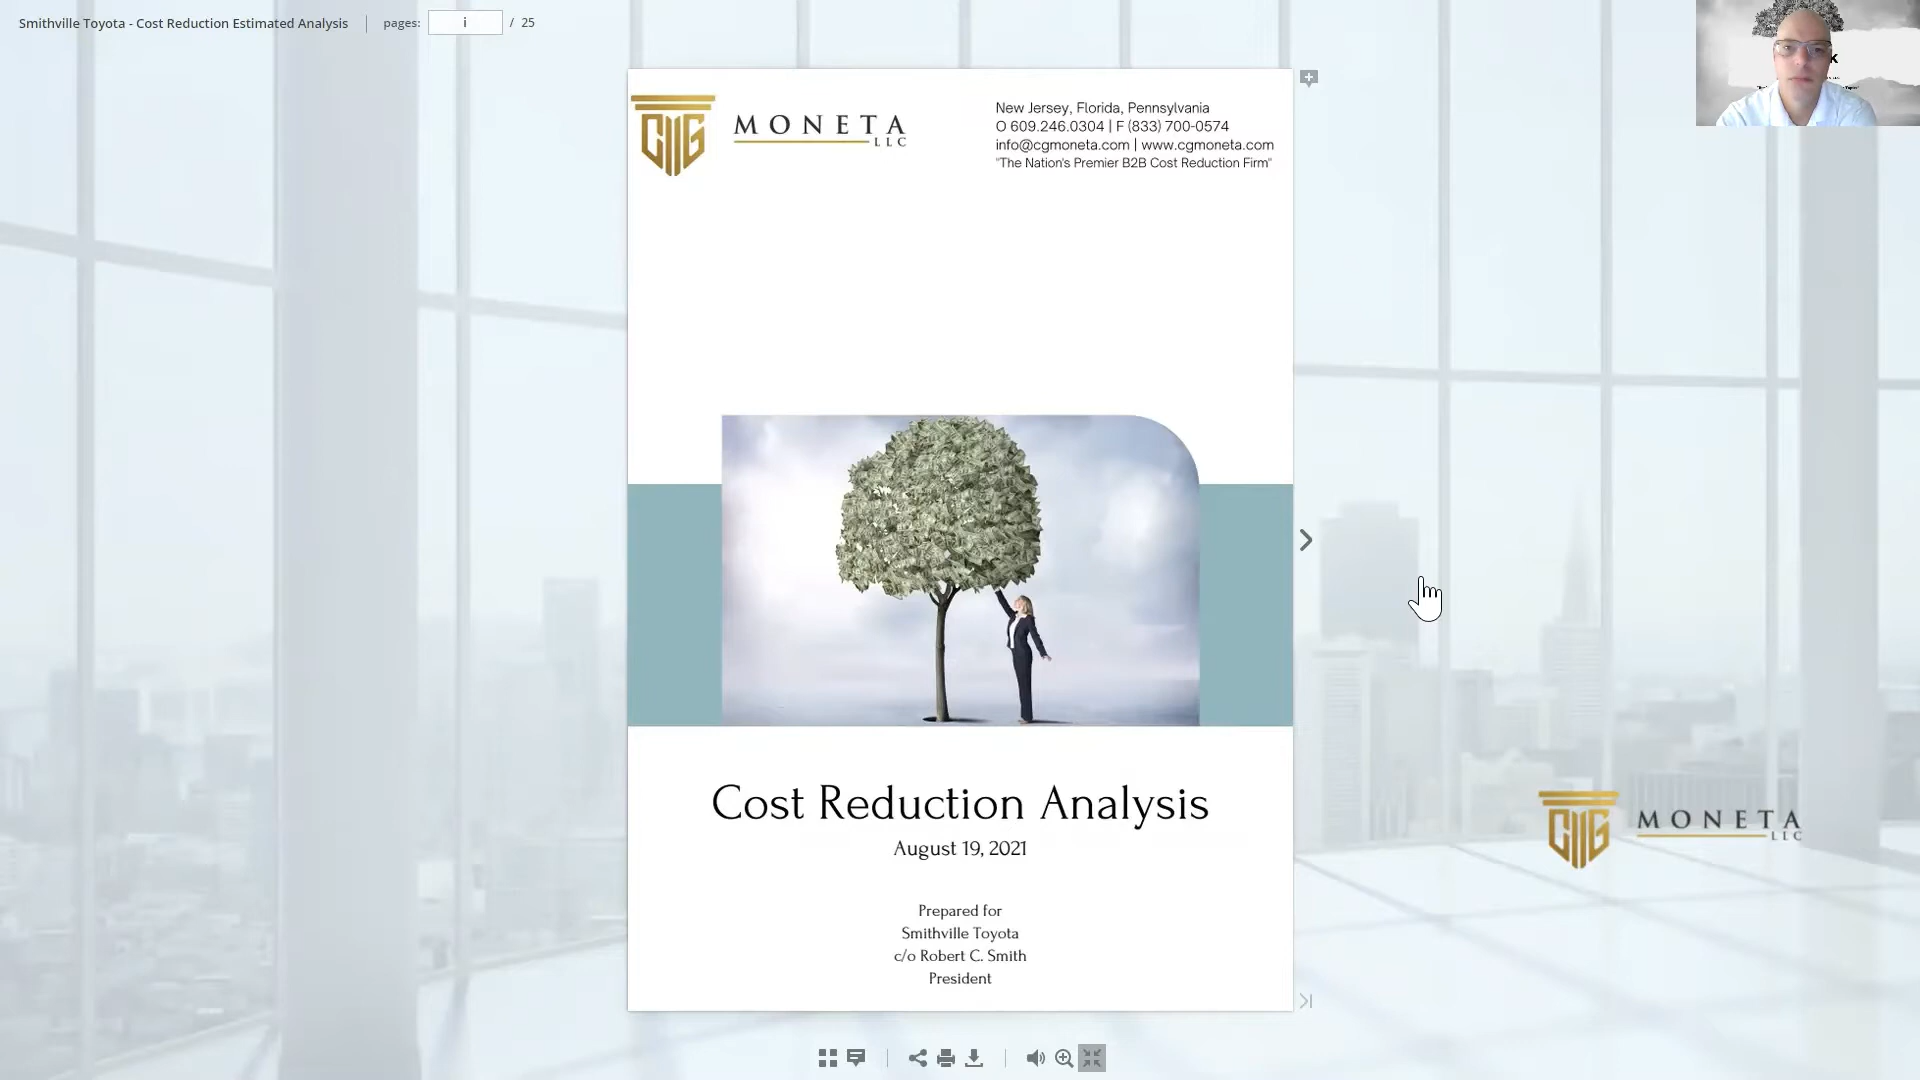 Smithville Toyota - Cost Reduction Estimated Analysis
pages: i / 25
MONETA
LLC
New Jersey, Florida, Pennsylvania
O 609.246.0304 | F (833) 700-0574
info@cgmoneta.com | www.cgmoneta.com
"The Nation's Premier B2B Cost Reduction Firm"
Cost Reduction Analysis
August 19, 2021
Prepared for
Smithville Toyota
c/o Robert C. Smith
President
MONETA
LLC